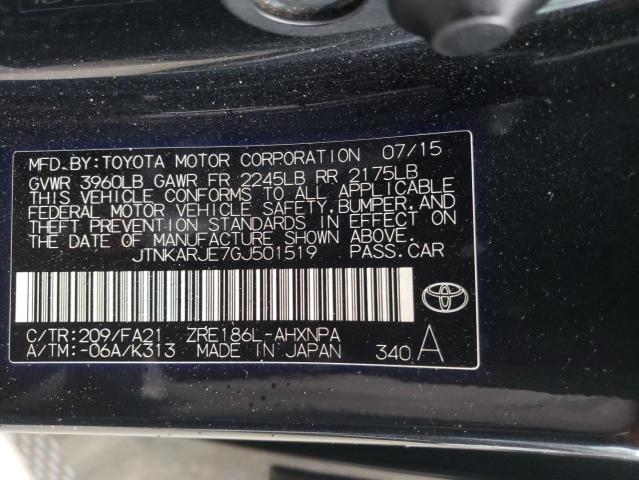 MFD.BY:TOYOTA MOTOR CORPORATION 07/15
GVWR 3960LB GAWR FR 2245LB RR 2175LB
THIS VEHICLE CONFORMS TO ALL APPLICABLE
FEDERAL MOTOR VEHICLE SAFETY,BUMPER,AND
THEFT PREVENTION STANDARDS IN EFFECT ON
THE DATE OF MANUFACTURE SHOWN ABOVE.
JTNKARJE7GJ501519 PASS.CAR
C/TR:209/FA21 ZRE186L-AHXNPA
A/TM:-06A/K313 MADE IN JAPAN 340 A